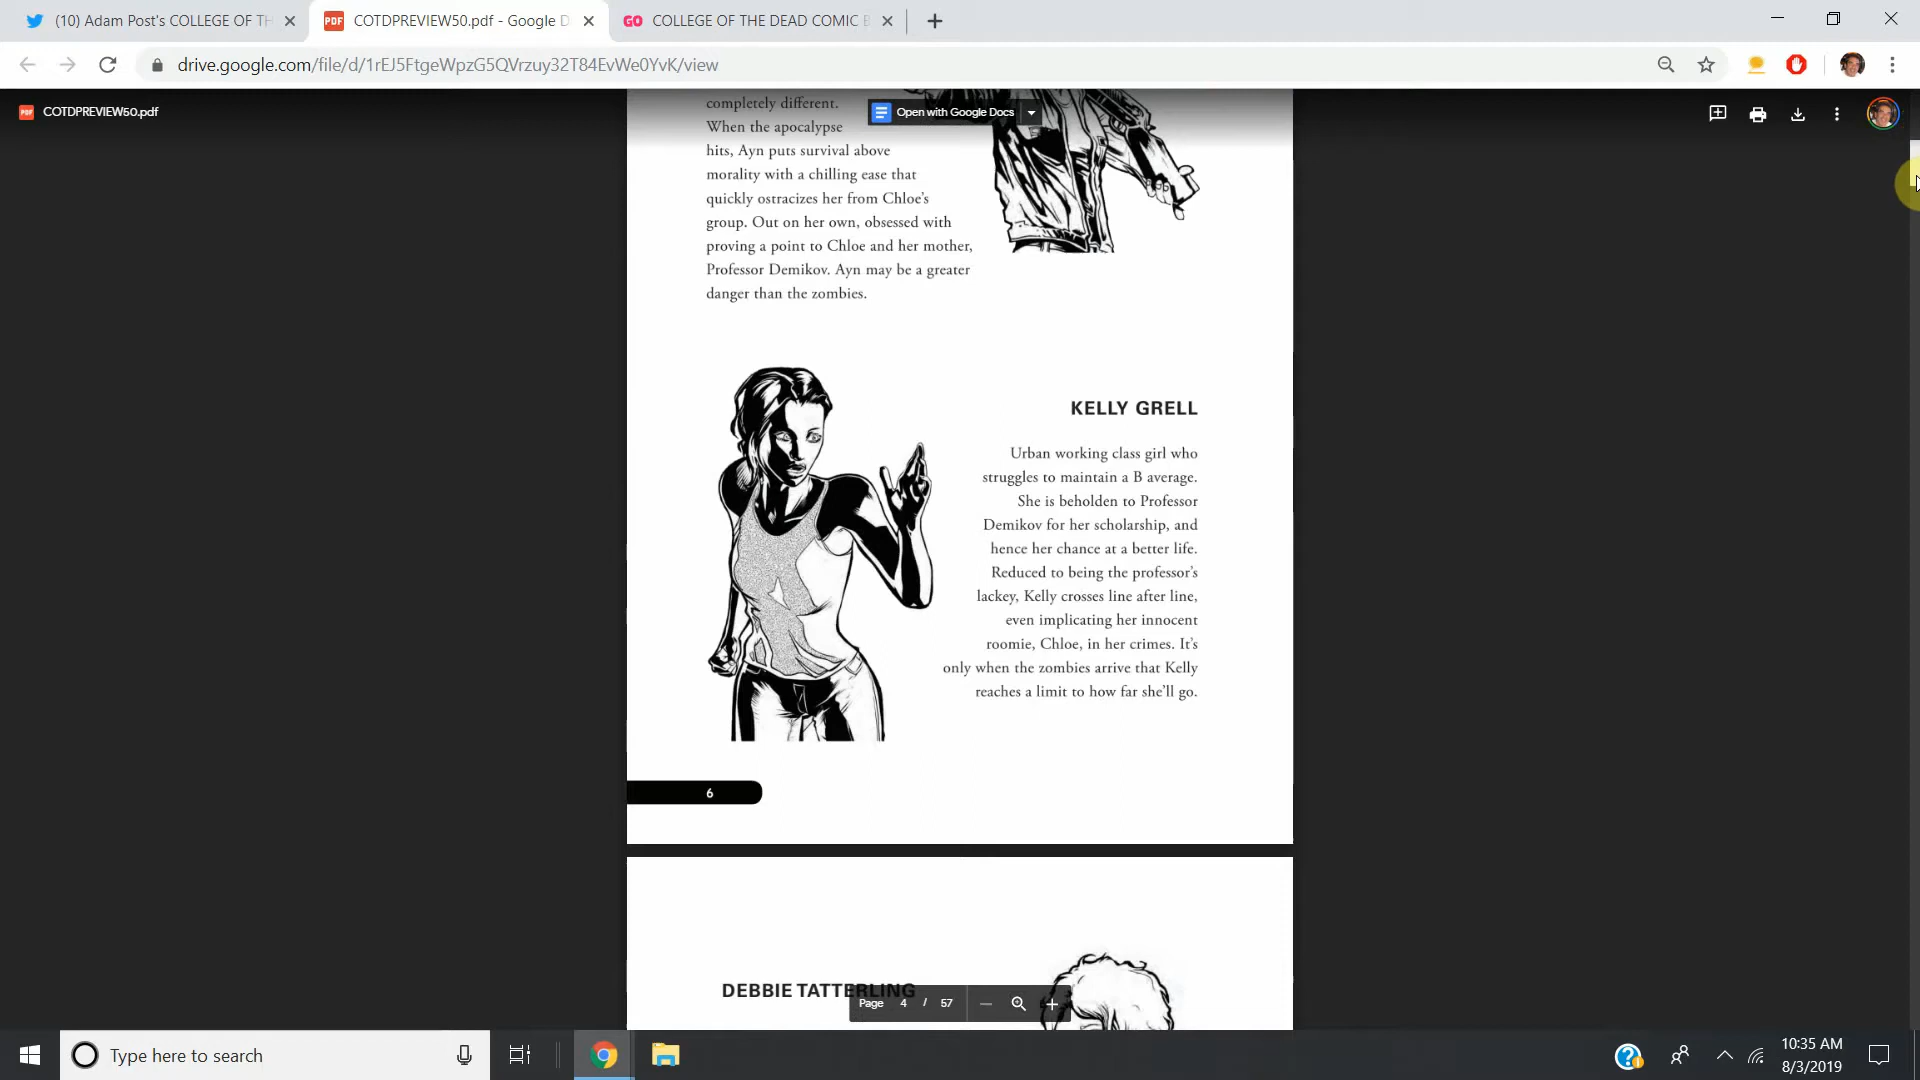 (10) Adam Post's COLLEGE OF TH
PDF COTDPREVIEW50.pdf - Google D
GO COLLEGE OF THE DEAD COMIC B
drive.google.com/file/d/1rEJ5FtgeWpzG5QVrzuy32T84EvWe0YvK/view
PDF COTDPREVIEW50.pdf
Open with Google Docs
completely different.
When the apocalypse
hits, Ayn puts survival above
morality with a chilling ease that
quickly ostracizes her from Chloe's
group. Out on her own, obsessed with
proving a point to Chloe and her mother,
Professor Demikov. Ayn may be a greater
danger than the zombies.
KELLY GRELL
Urban working class girl who
struggles to maintain a B average.
She is beholden to Professor
Demikov for her scholarship, and
hence her chance at a better life.
Reduced to being the professor's
lackey, Kelly crosses line after line,
even implicating her innocent
roomie, Chloe, in her crimes. It's
only when the zombies arrive that Kelly
reaches a limit to how far she'll go.
6
DEBBIE TATTERLING
Page 4 / 57
Type here to search
10:35 AM
8/3/2019